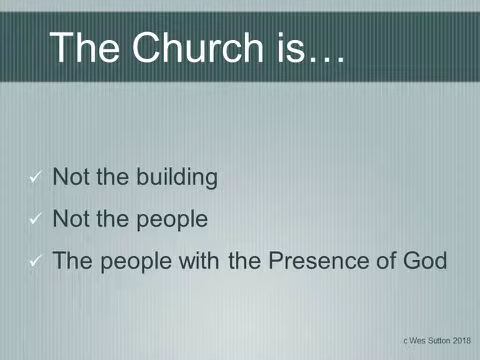 The Church is…
Not the building
Not the people
The people with the Presence of God
c Wes Sutton 2018